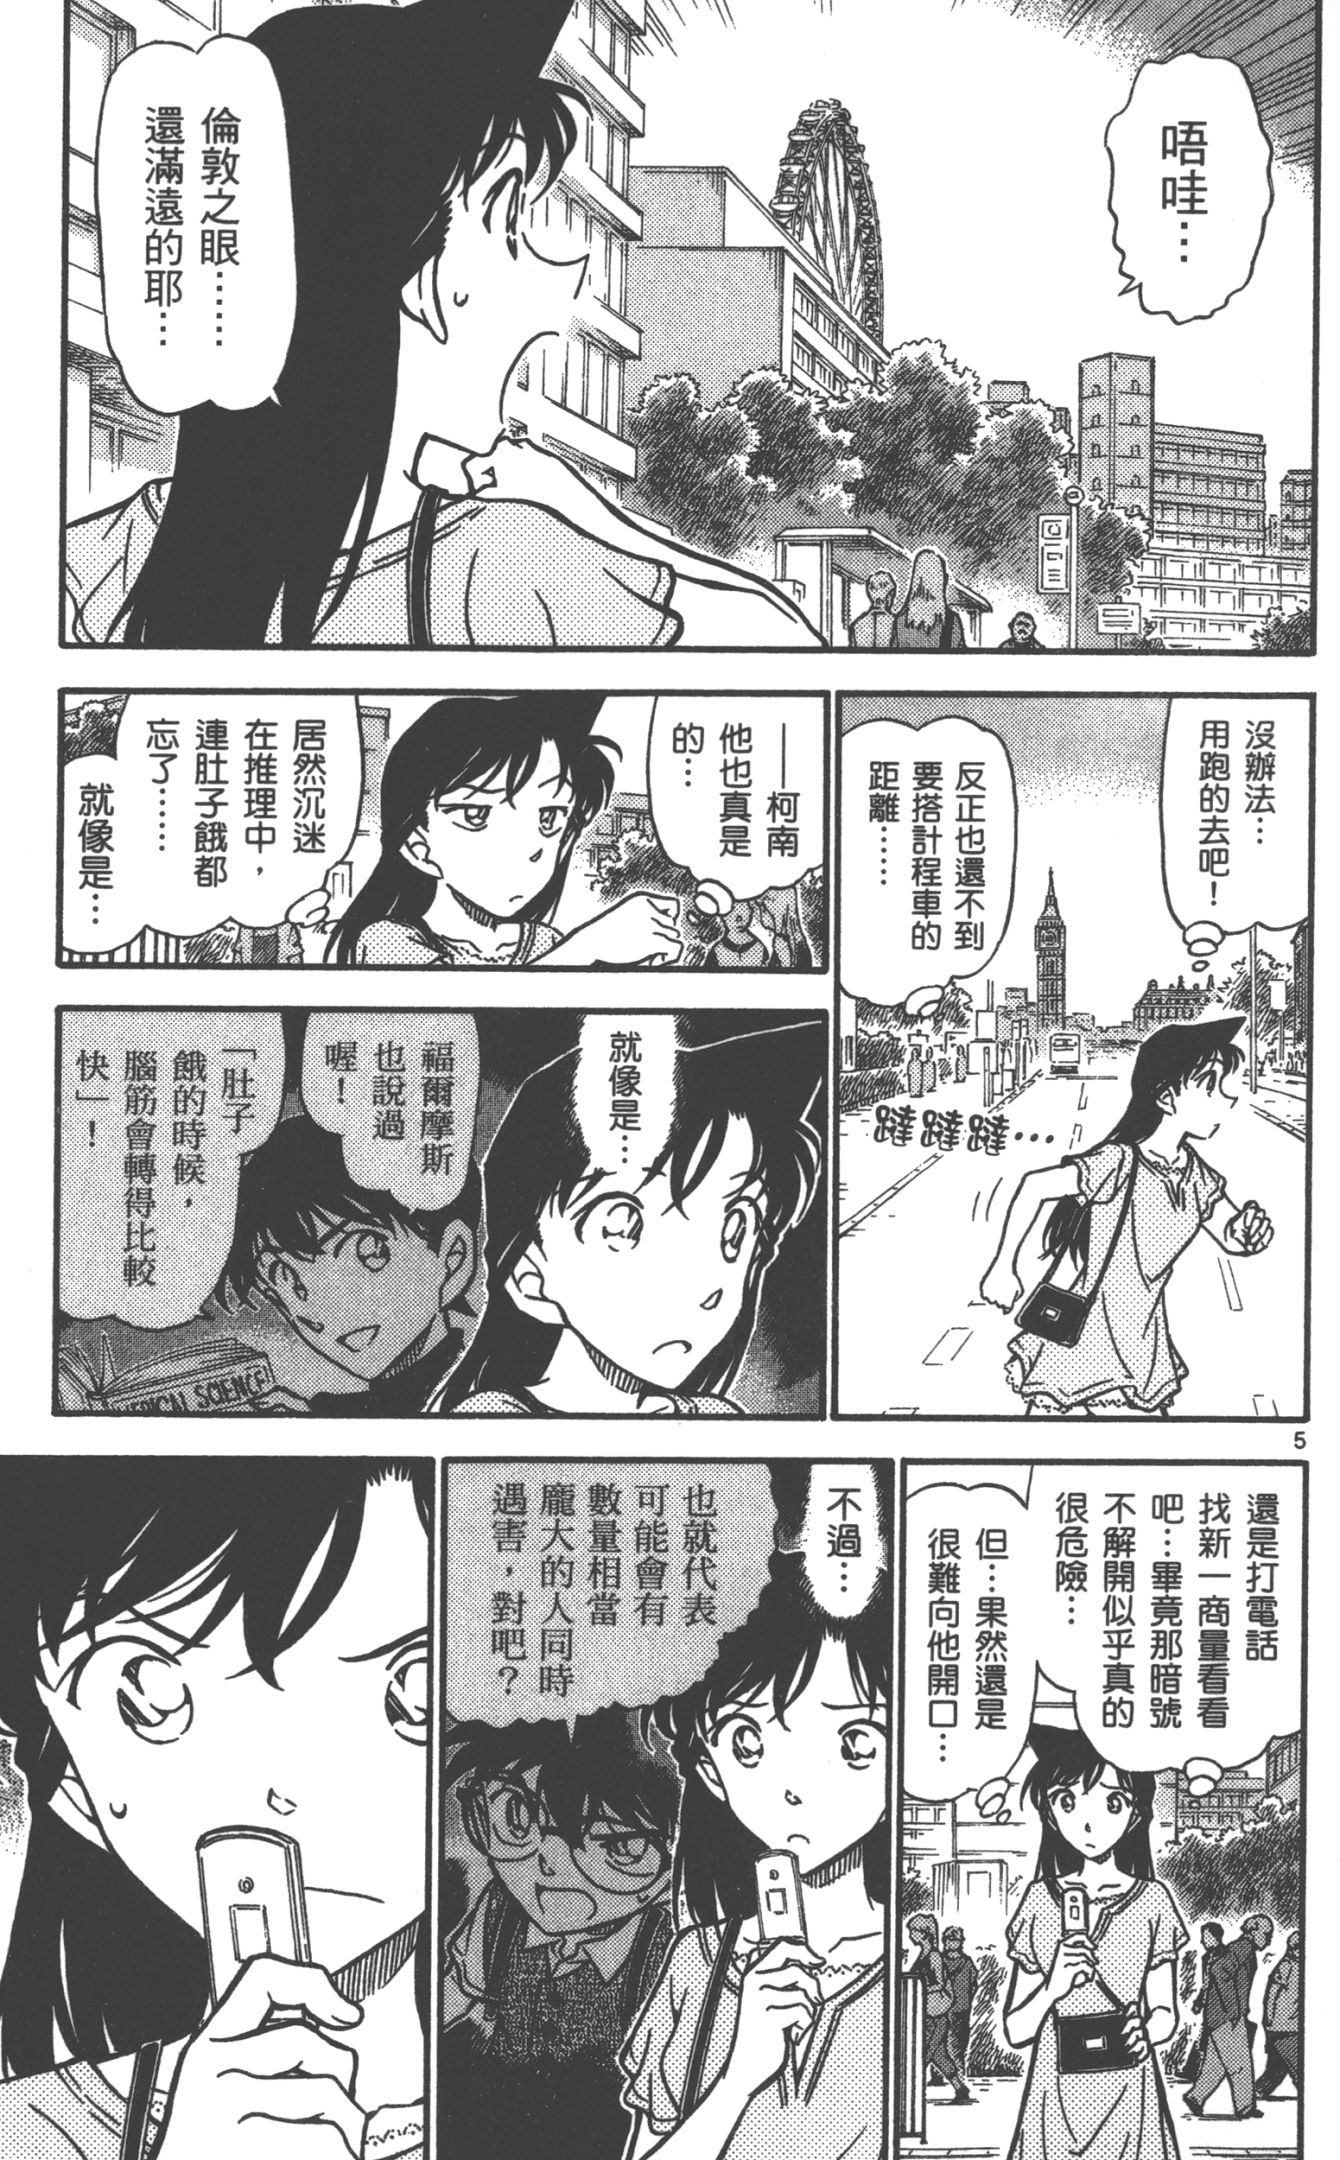 唔哇…
倫敦之眼……
還滿遠的耶…
沒辦法…
用跑的去吧！
反正也還不到
要搭計程車的
距離……
躂躂躂…
——柯南
他也真是
的…
居然沉迷
在推理中，
連肚子餓都
忘了……
就像是…
就像是…
福爾摩斯
也說過
喔！
「肚子
餓的時候，
腦筋會轉得比較
快」！
MEDICAL SCIENCE
5
還是打電話
找新一商量看看
吧…畢竟那暗號
不解開似乎真的
很危險…
但…果然還是
很難向他開口…
不過…
也就代表
可能會有
數量相當
龐大的人同時
遇害，對吧？